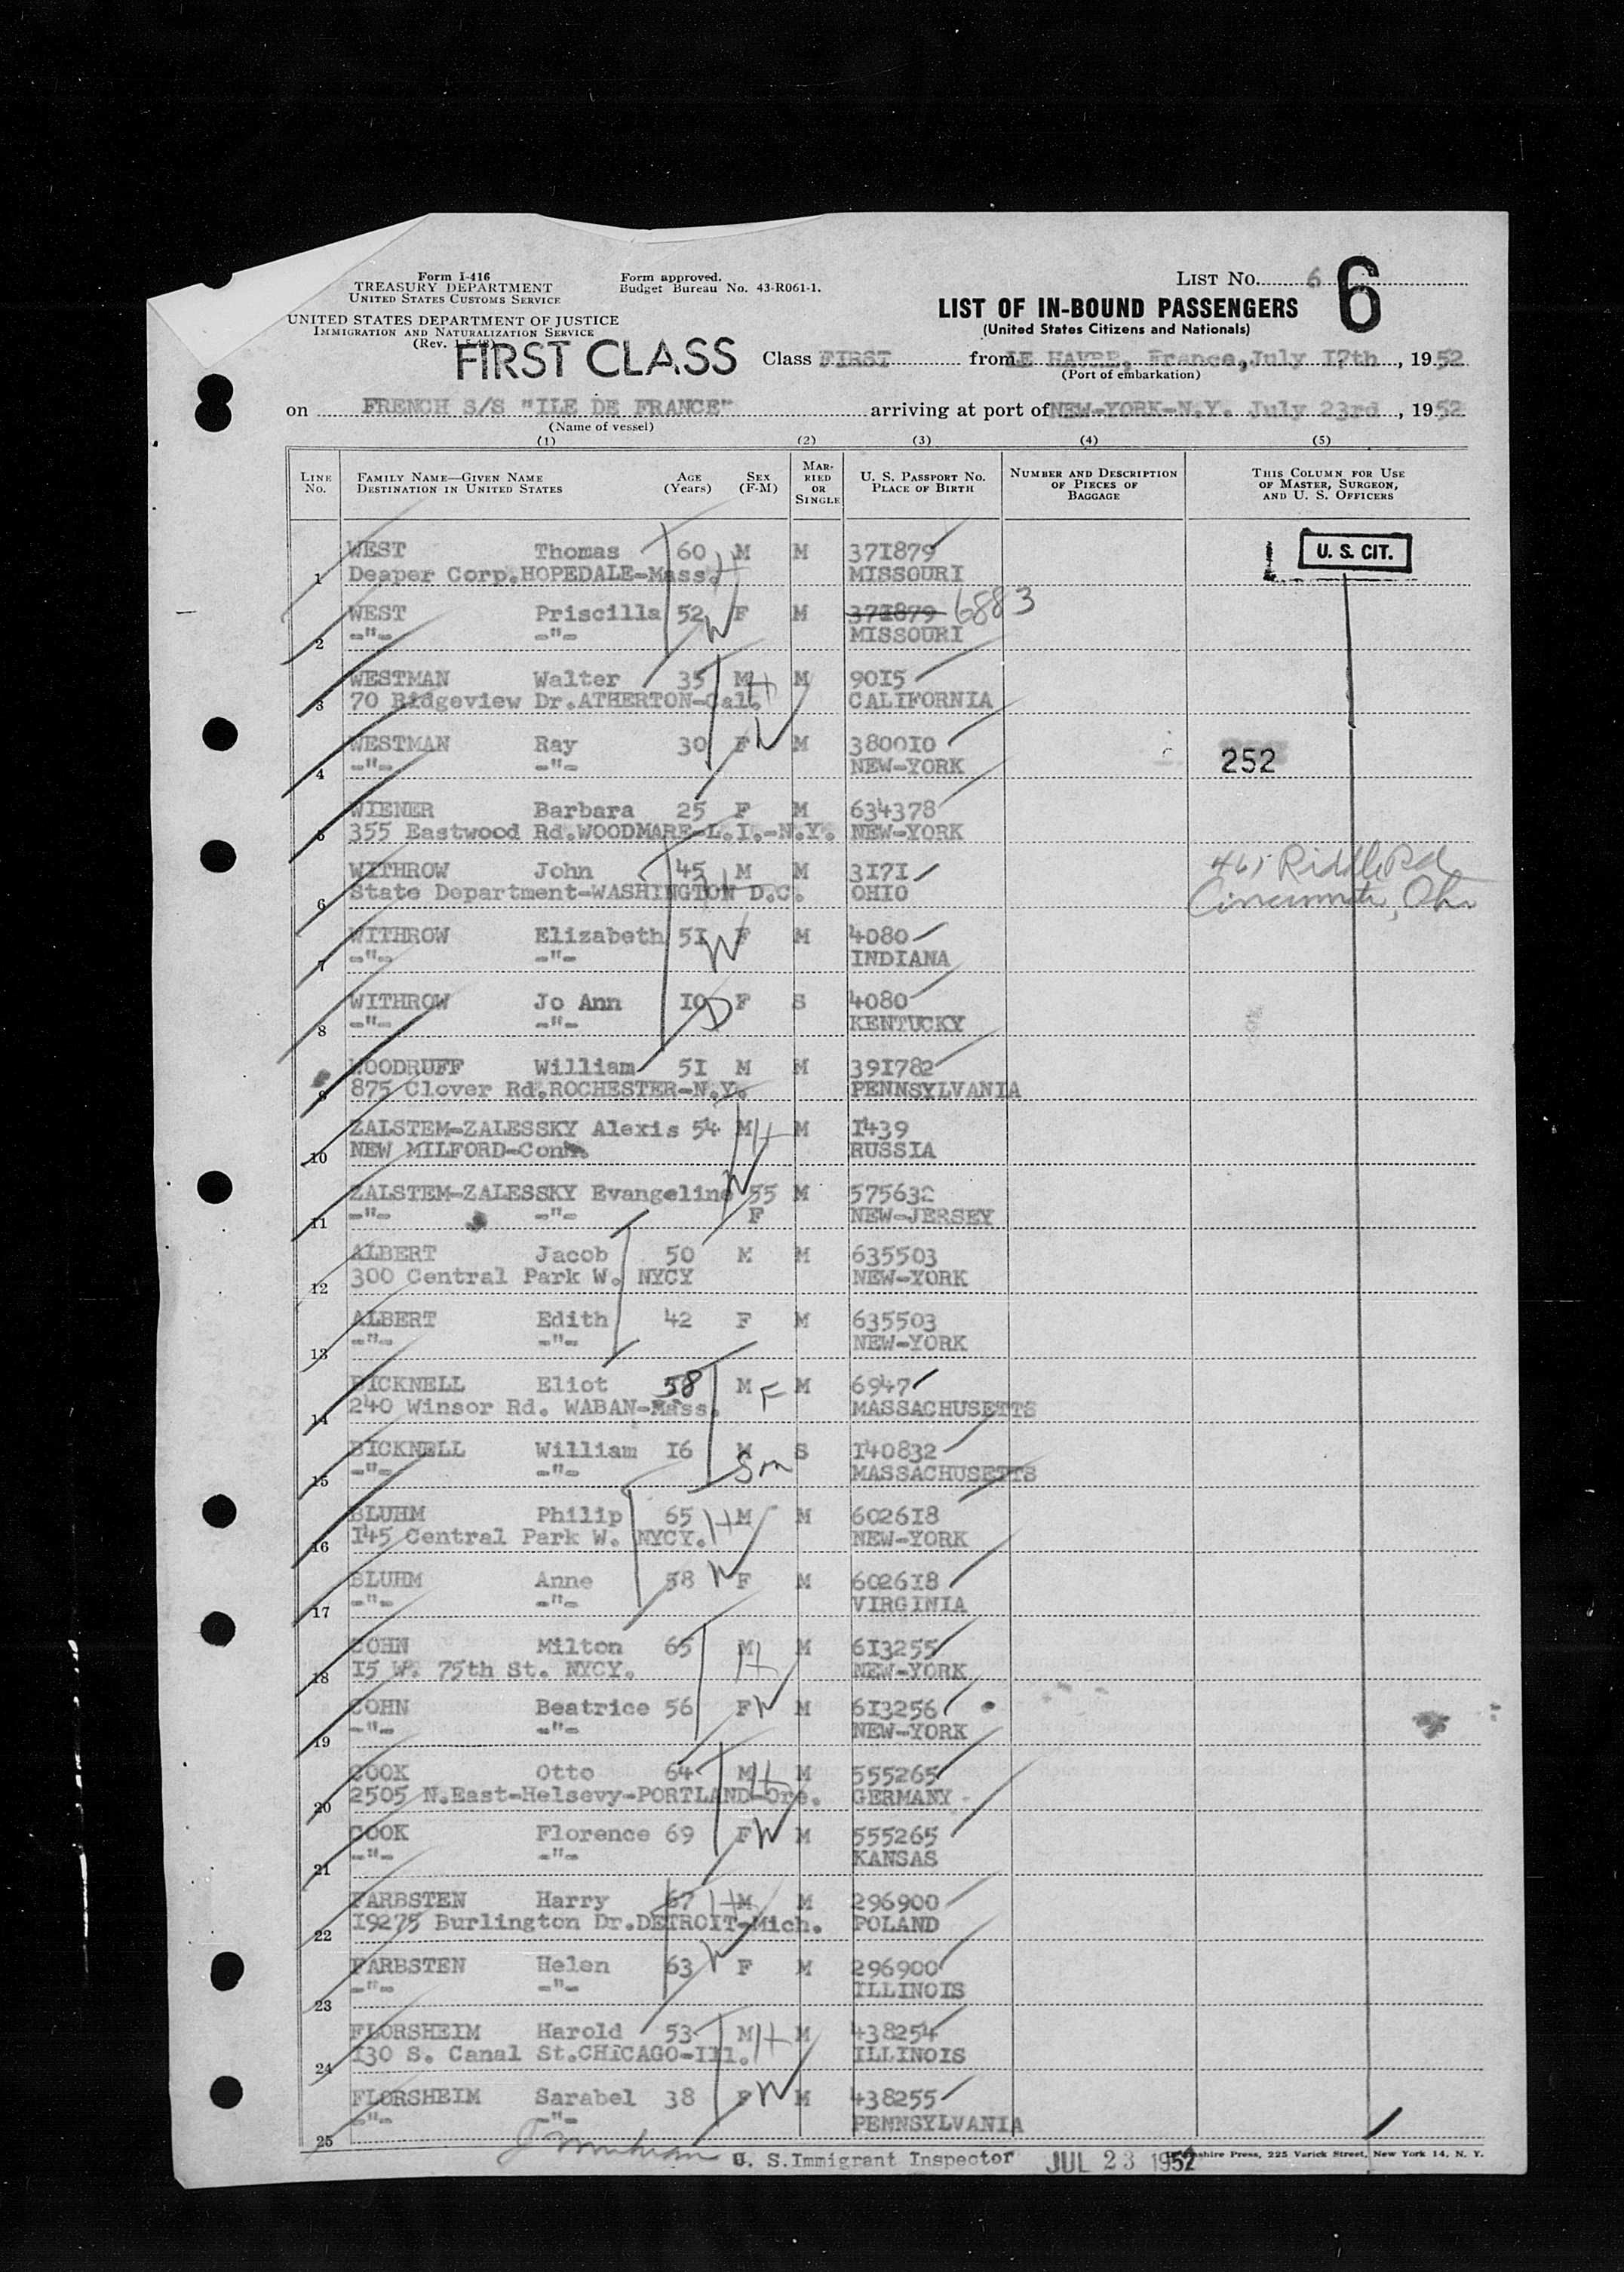 Form I-416
TREASURY DEPARTMENT
UNITED STATES CUSTOMS SERVICE
Form approved.
Budget Bureau No. 43-R061-1.
LIST NO. 6
6
UNITED STATES DEPARTMENT OF JUSTICE
IMMIGRATION AND NATURALIZATION SERVICE
(Rev.
LIST OF IN-BOUND PASSENGERS
(United States Citizens and Nationals)
FIRST CLASS
Class FIRST from LE HAVRE, France, July 17th, 1952
(Port of embarkation)
on FRENCH S/S "ILE DE FRANCE" arriving at port of NEW-YORK-N.Y. July 23rd, 1952
(Name of vessel)
(1) (2) (3) (4) (5)
LINE NO. FAMILY NAME—GIVEN NAME DESTINATION IN UNITED STATES AGE (Years) SEX (F-M) MARRIED OR SINGLE U. S. PASSPORT NO. PLACE OF BIRTH NUMBER AND DESCRIPTION OF PIECES OF BAGGAGE THIS COLUMN FOR USE OF MASTER, SURGEON, AND U. S. OFFICERS
WEST Thomas 60 M M 371879 U. S. CIT.
1 Deaper Corp.HOPEDALE-Mass. H MISSOURI
WEST Priscilla 52 W F M 371879 6883
2 -"- -"- MISSOURI
WESTMAN Walter 35 M H M 9015
3 70 Ridgeview Dr.ATHERTON-Cal. CALIFORNIA
WESTMAN Ray 30 F W M 380010
4 -"- -"- NEW-YORK 252
WIENER Barbara 25 F M 634378
5 355 Eastwood Rd.WOODMARE-L.I.-N.Y. NEW-YORK
WITHROW John 45 M M 3171 461 Riddle Rd
6 State Department-WASHINGTON D.C. H OHIO Cincinnati, Ohio
WITHROW Elizabeth 51 W F M 4080
7 -"- -"- INDIANA
WITHROW Jo Ann 10 D F S 4080
8 -"- -"- KENTUCKY
WOODRUFF William 51 M M 391782
9 875 Clover Rd.ROCHESTER-N.Y. PENNSYLVANIA
ZALSTEM-ZALESSKY Alexis 54 M H M 1439
10 NEW MILFORD-Conn. RUSSIA
ZALSTEM-ZALESSKY Evangeline W 55 M 575632
11 -"- -"- F NEW-JERSEY
ALBERT Jacob 50 M M 635503
12 300 Central Park W. NYCY NEW-YORK
ALBERT Edith 42 F M 635503
13 -"- -"- NEW-YORK
BICKNELL Eliot 58 M F M 6947
14 240 Winsor Rd. WABAN-Mass. MASSACHUSETTS
BICKNELL William 16 M S 140832
15 -"- -"- Son MASSACHUSETTS
BLUHM Philip 65 H M M 602618
16 145 Central Park W. NYCY. NEW-YORK
BLUHM Anne 58 W F M 602618
17 -"- -"- VIRGINIA
COHN Milton 65 M M 613255
18 15 W. 75th St. NYCY. H NEW-YORK
COHN Beatrice 56 F W M 613256
19 -"- -"- NEW-YORK
COOK Otto 64 M H M 555265
20 2505 N.East-Helsevy-PORTLAND-Ore. GERMANY
COOK Florence 69 F W M 555265
21 -"- -"- KANSAS
FARBSTEN Harry 67 H M M 296900
22 19275 Burlington Dr.DETROIT-Mich. POLAND
FARBSTEN Helen 63 W F M 296900
23 -"- -"- ILLINOIS
FLORSHEIM Harold 53 M H M 438254
24 130 S. Canal St.CHICAGO-Ill. ILLINOIS
FLORSHEIM Sarabel 38 F W M 438255
25 -"- -"- PENNSYLVANIA
U. S.Immigrant Inspector JUL 23 1952 Press, 225 Varick Street, New York 14, N. Y.